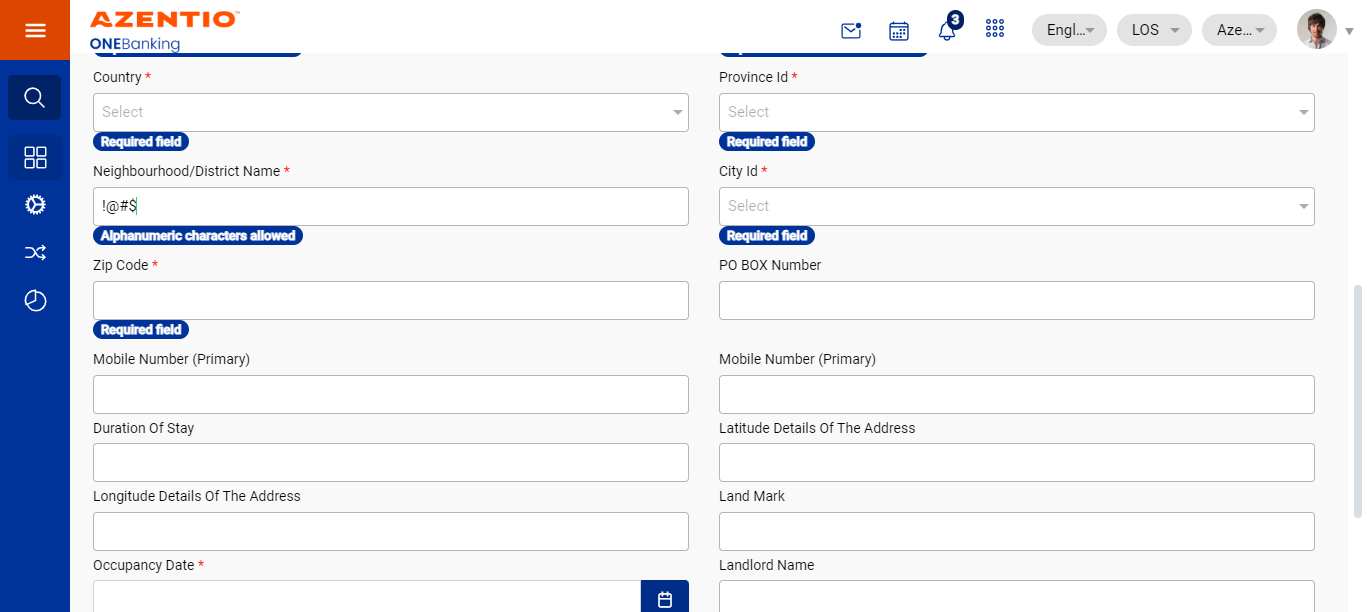 AZENTIO™
ONEBanking
3
Engl...
LOS
Aze...
Country *
Province Id *
Select
Select
Required field
Required field
Neighbourhood/District Name *
City Id *
!@#$
Select
Alphanumeric characters allowed
Required field
Zip Code *
PO BOX Number
Required field
Mobile Number (Primary)
Mobile Number (Primary)
Duration Of Stay
Latitude Details Of The Address
Longitude Details Of The Address
Land Mark
Occupancy Date *
Landlord Name